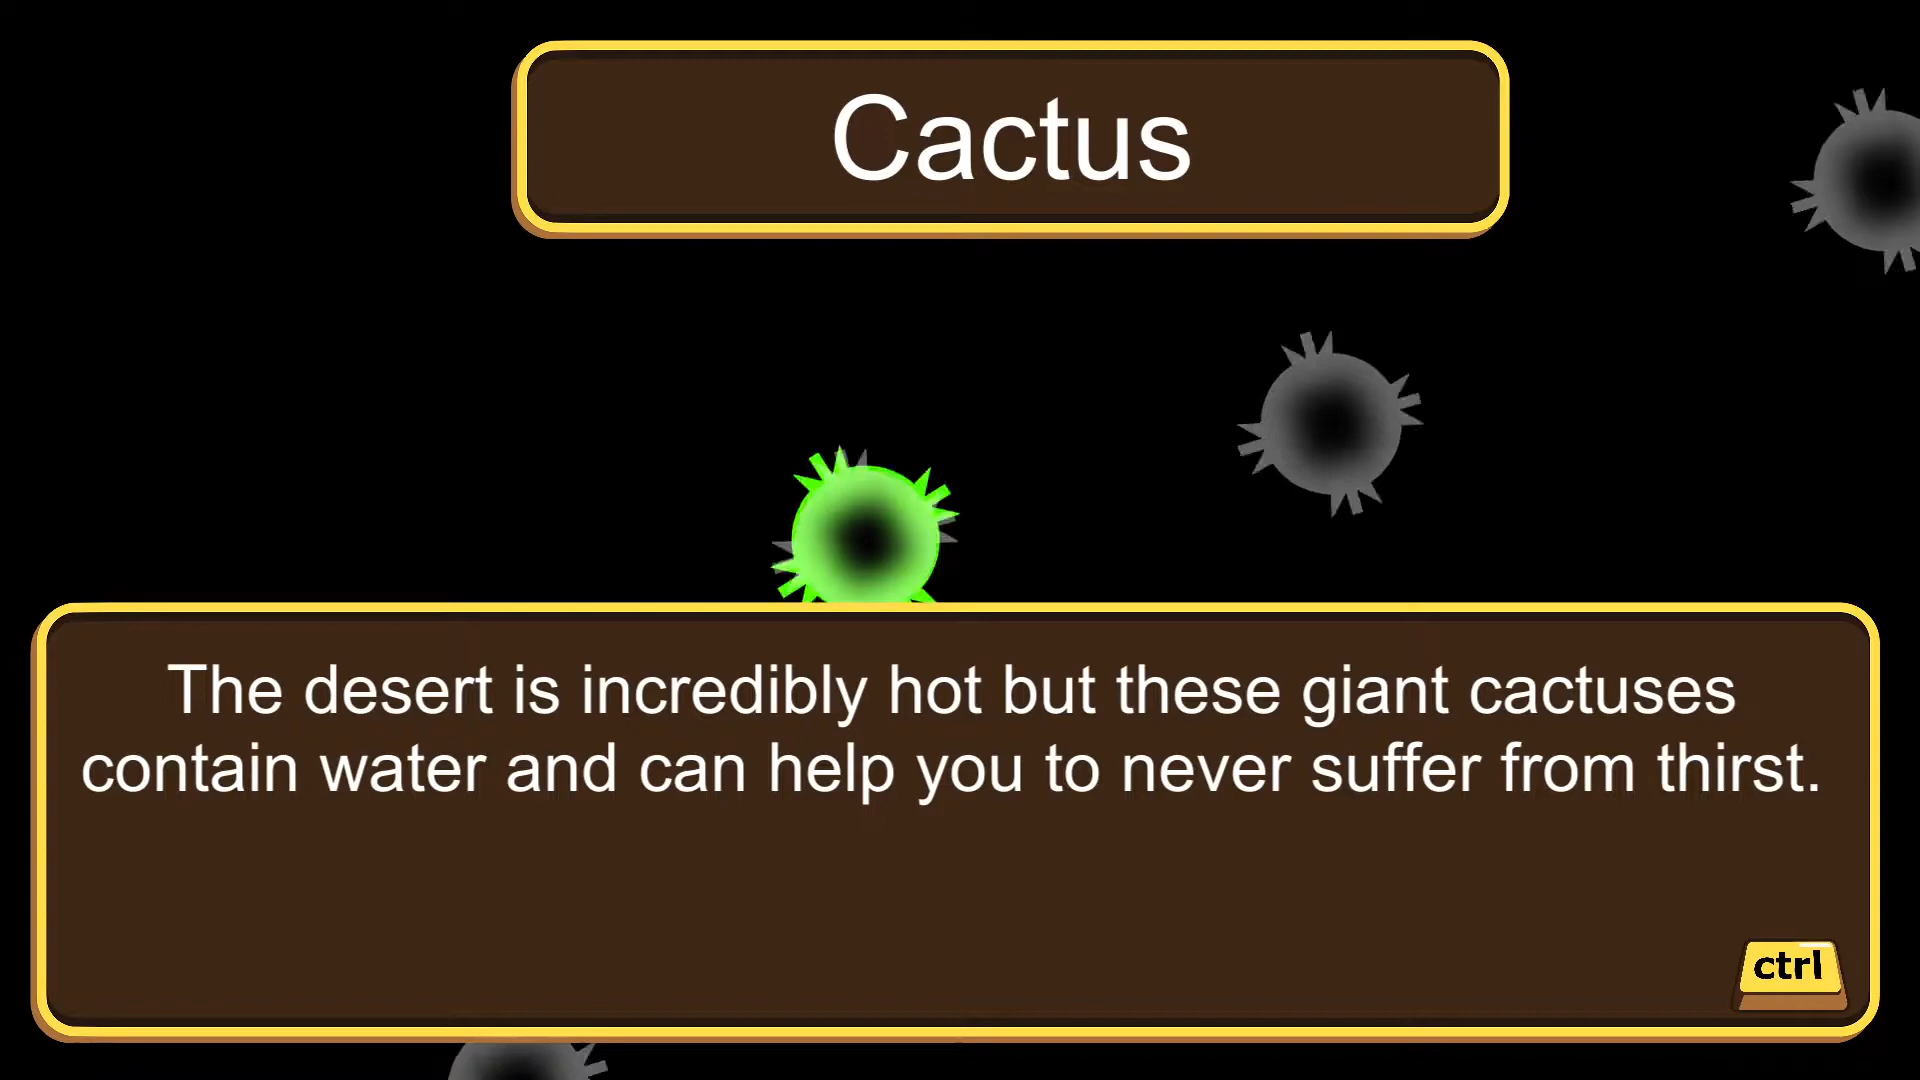 Cactus
The desert is incredibly hot but these giant cactuses
contain water and can help you to never suffer from thirst.
ctrl